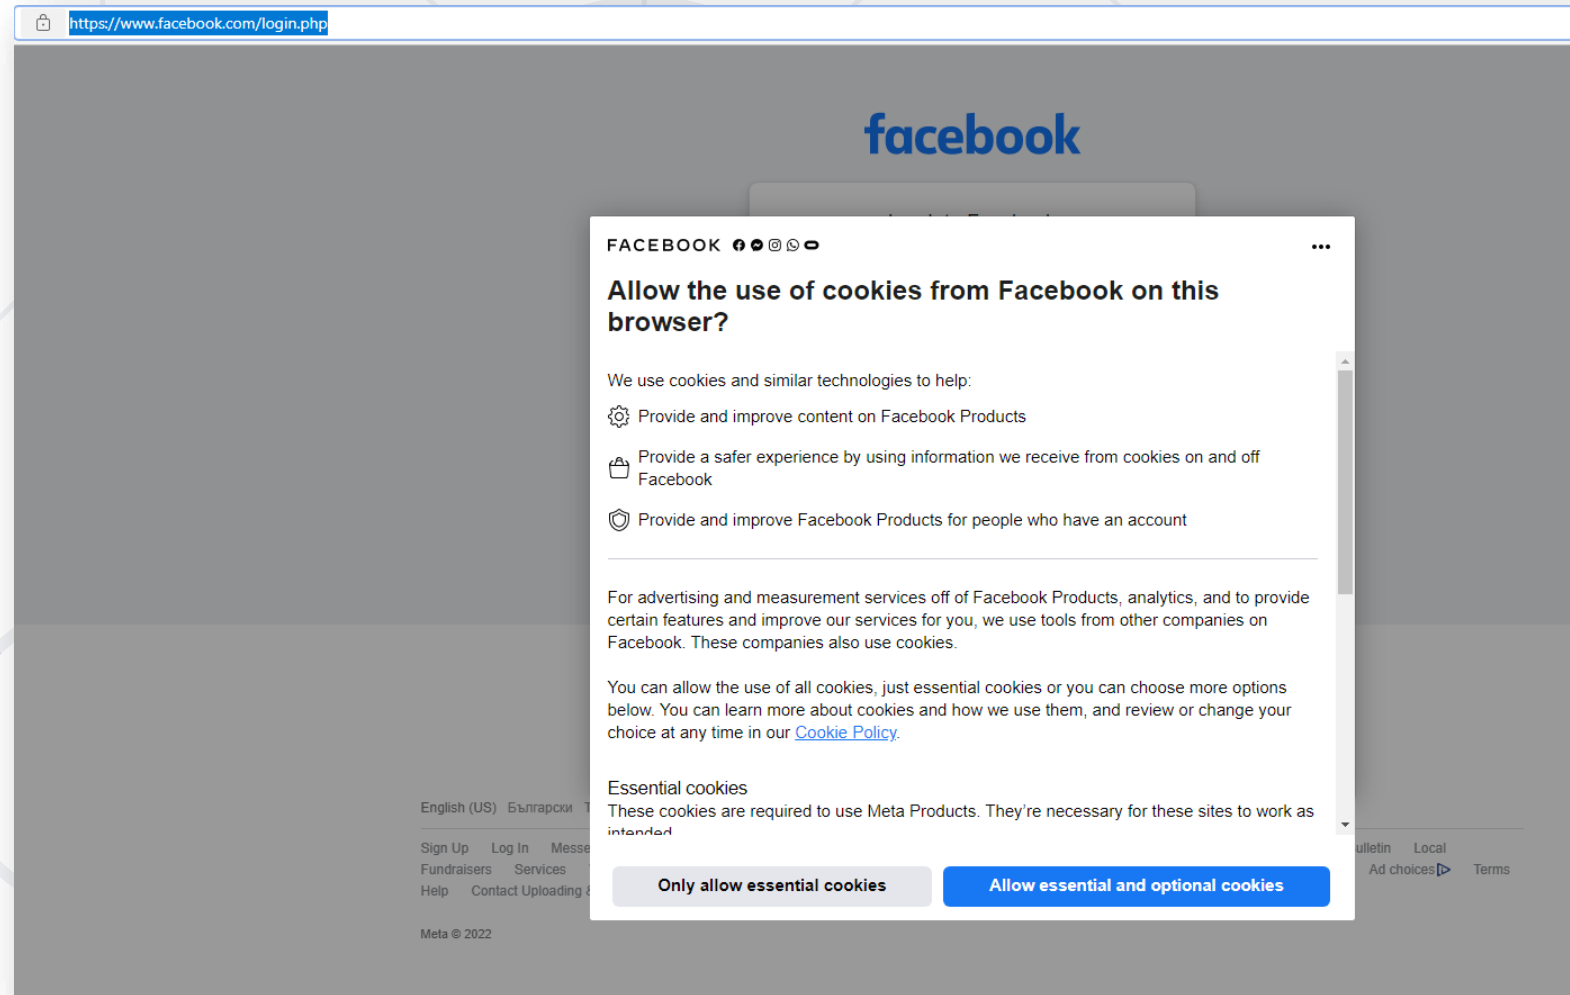 https://www.facebook.com/login.php
facebook
FACEBOOK
Allow the use of cookies from Facebook on this
browser?
We use cookies and similar technologies to help:
Provide and improve content on Facebook Products
Provide a safer experience by using information we receive from cookies on and off
Facebook
Provide and improve Facebook Products for people who have an account
For advertising and measurement services off of Facebook Products, analytics, and to provide
certain features and improve our services for you, we use tools from other companies on
Facebook. These companies also use cookies.
You can allow the use of all cookies, just essential cookies or you can choose more options
below. You can learn more about cookies and how we use them, and review or change your
choice at any time in our Cookie Policy.
Essential cookies
These cookies are required to use Meta Products. They’re necessary for these sites to work as
intended
Only allow essential cookies
Allow essential and optional cookies
English (US) Български
Sign Up Log In Local
Fundraisers Services Ad choices Terms
Help Contact Uploading &
Meta © 2022